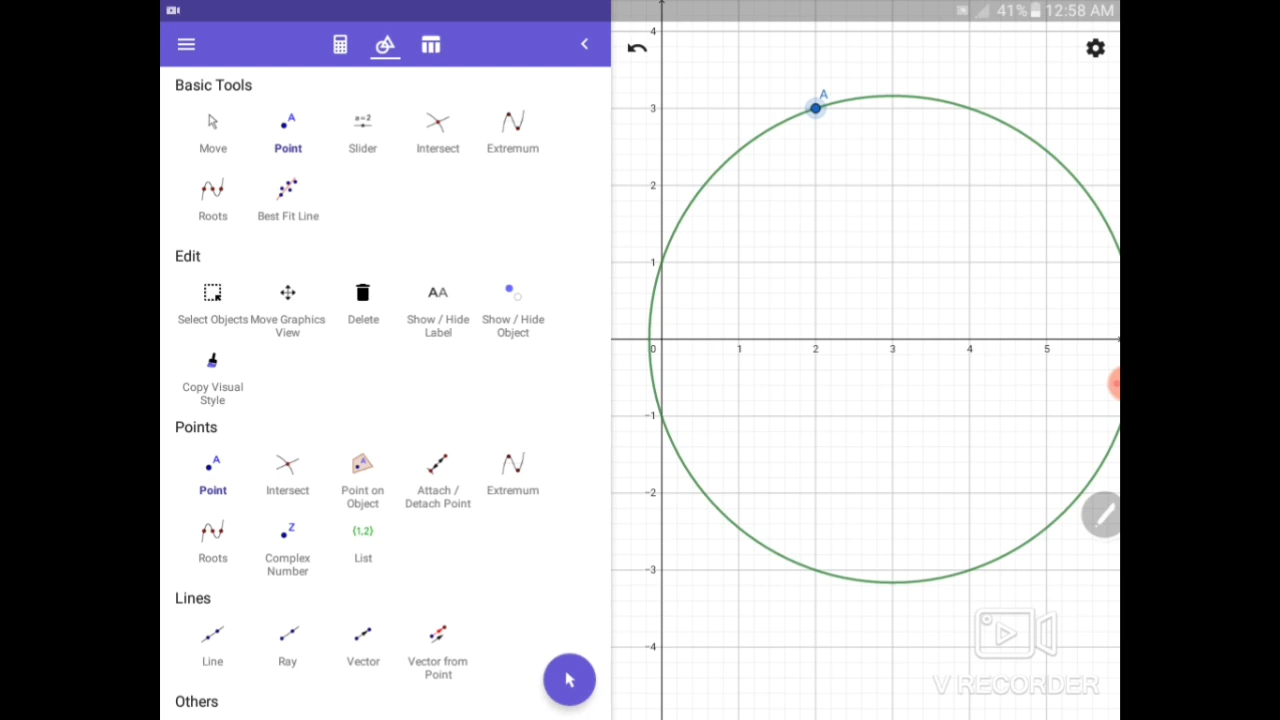 41% 12:58 AM
Basic Tools
A a=2
Move Point Slider Intersect Extremum
Roots Best Fit Line
Edit
AA
Select Objects Move Graphics View Delete Show / Hide Label Show / Hide Object
Copy Visual Style
Points
A A
Point Intersect Point on Object Attach / Detach Point Extremum
Z {1,2}
Roots Complex Number List
Lines
Line Ray Vector Vector from Point
Others
4
A
3
2
1
0 1 2 3 4 5
-1
-2
-3
-4
V RECORDER